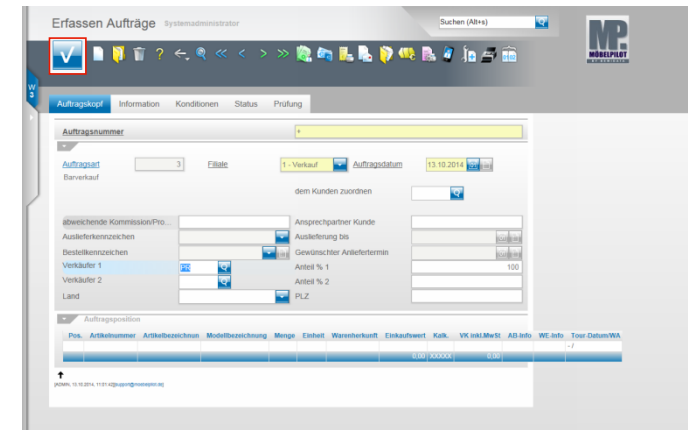 Erfassen Aufträge Systemadministrator
Suchen (Alt+s)
MP.
MÖBELPILOT
W
3
Auftragskopf Information Konditionen Status Prüfung
Auftragsnummer +
Auftragsart 3 Filiale 1 - Verkauf Auftragsdatum 13.10.2014
Barverkauf
dem Kunden zuordnen
abweichende Kommission/Pro... Ansprechpartner Kunde
Auslieferkennzeichen Auslieferung bis
Bestellkennzeichen Gewünschter Anliefertermin
Verkäufer 1 Anteil % 1 100
Verkäufer 2 Anteil % 2
Land PLZ
Auftragsposition
Pos. Artikelnummer Artikelbezeichnun Modellbezeichnung Menge Einheit Warenherkunft Einkaufswert Kalk. VK inkl.MwSt AB-Info WE-Info Tour-Datum/WA
- /
0,00 XXXXX 0,00